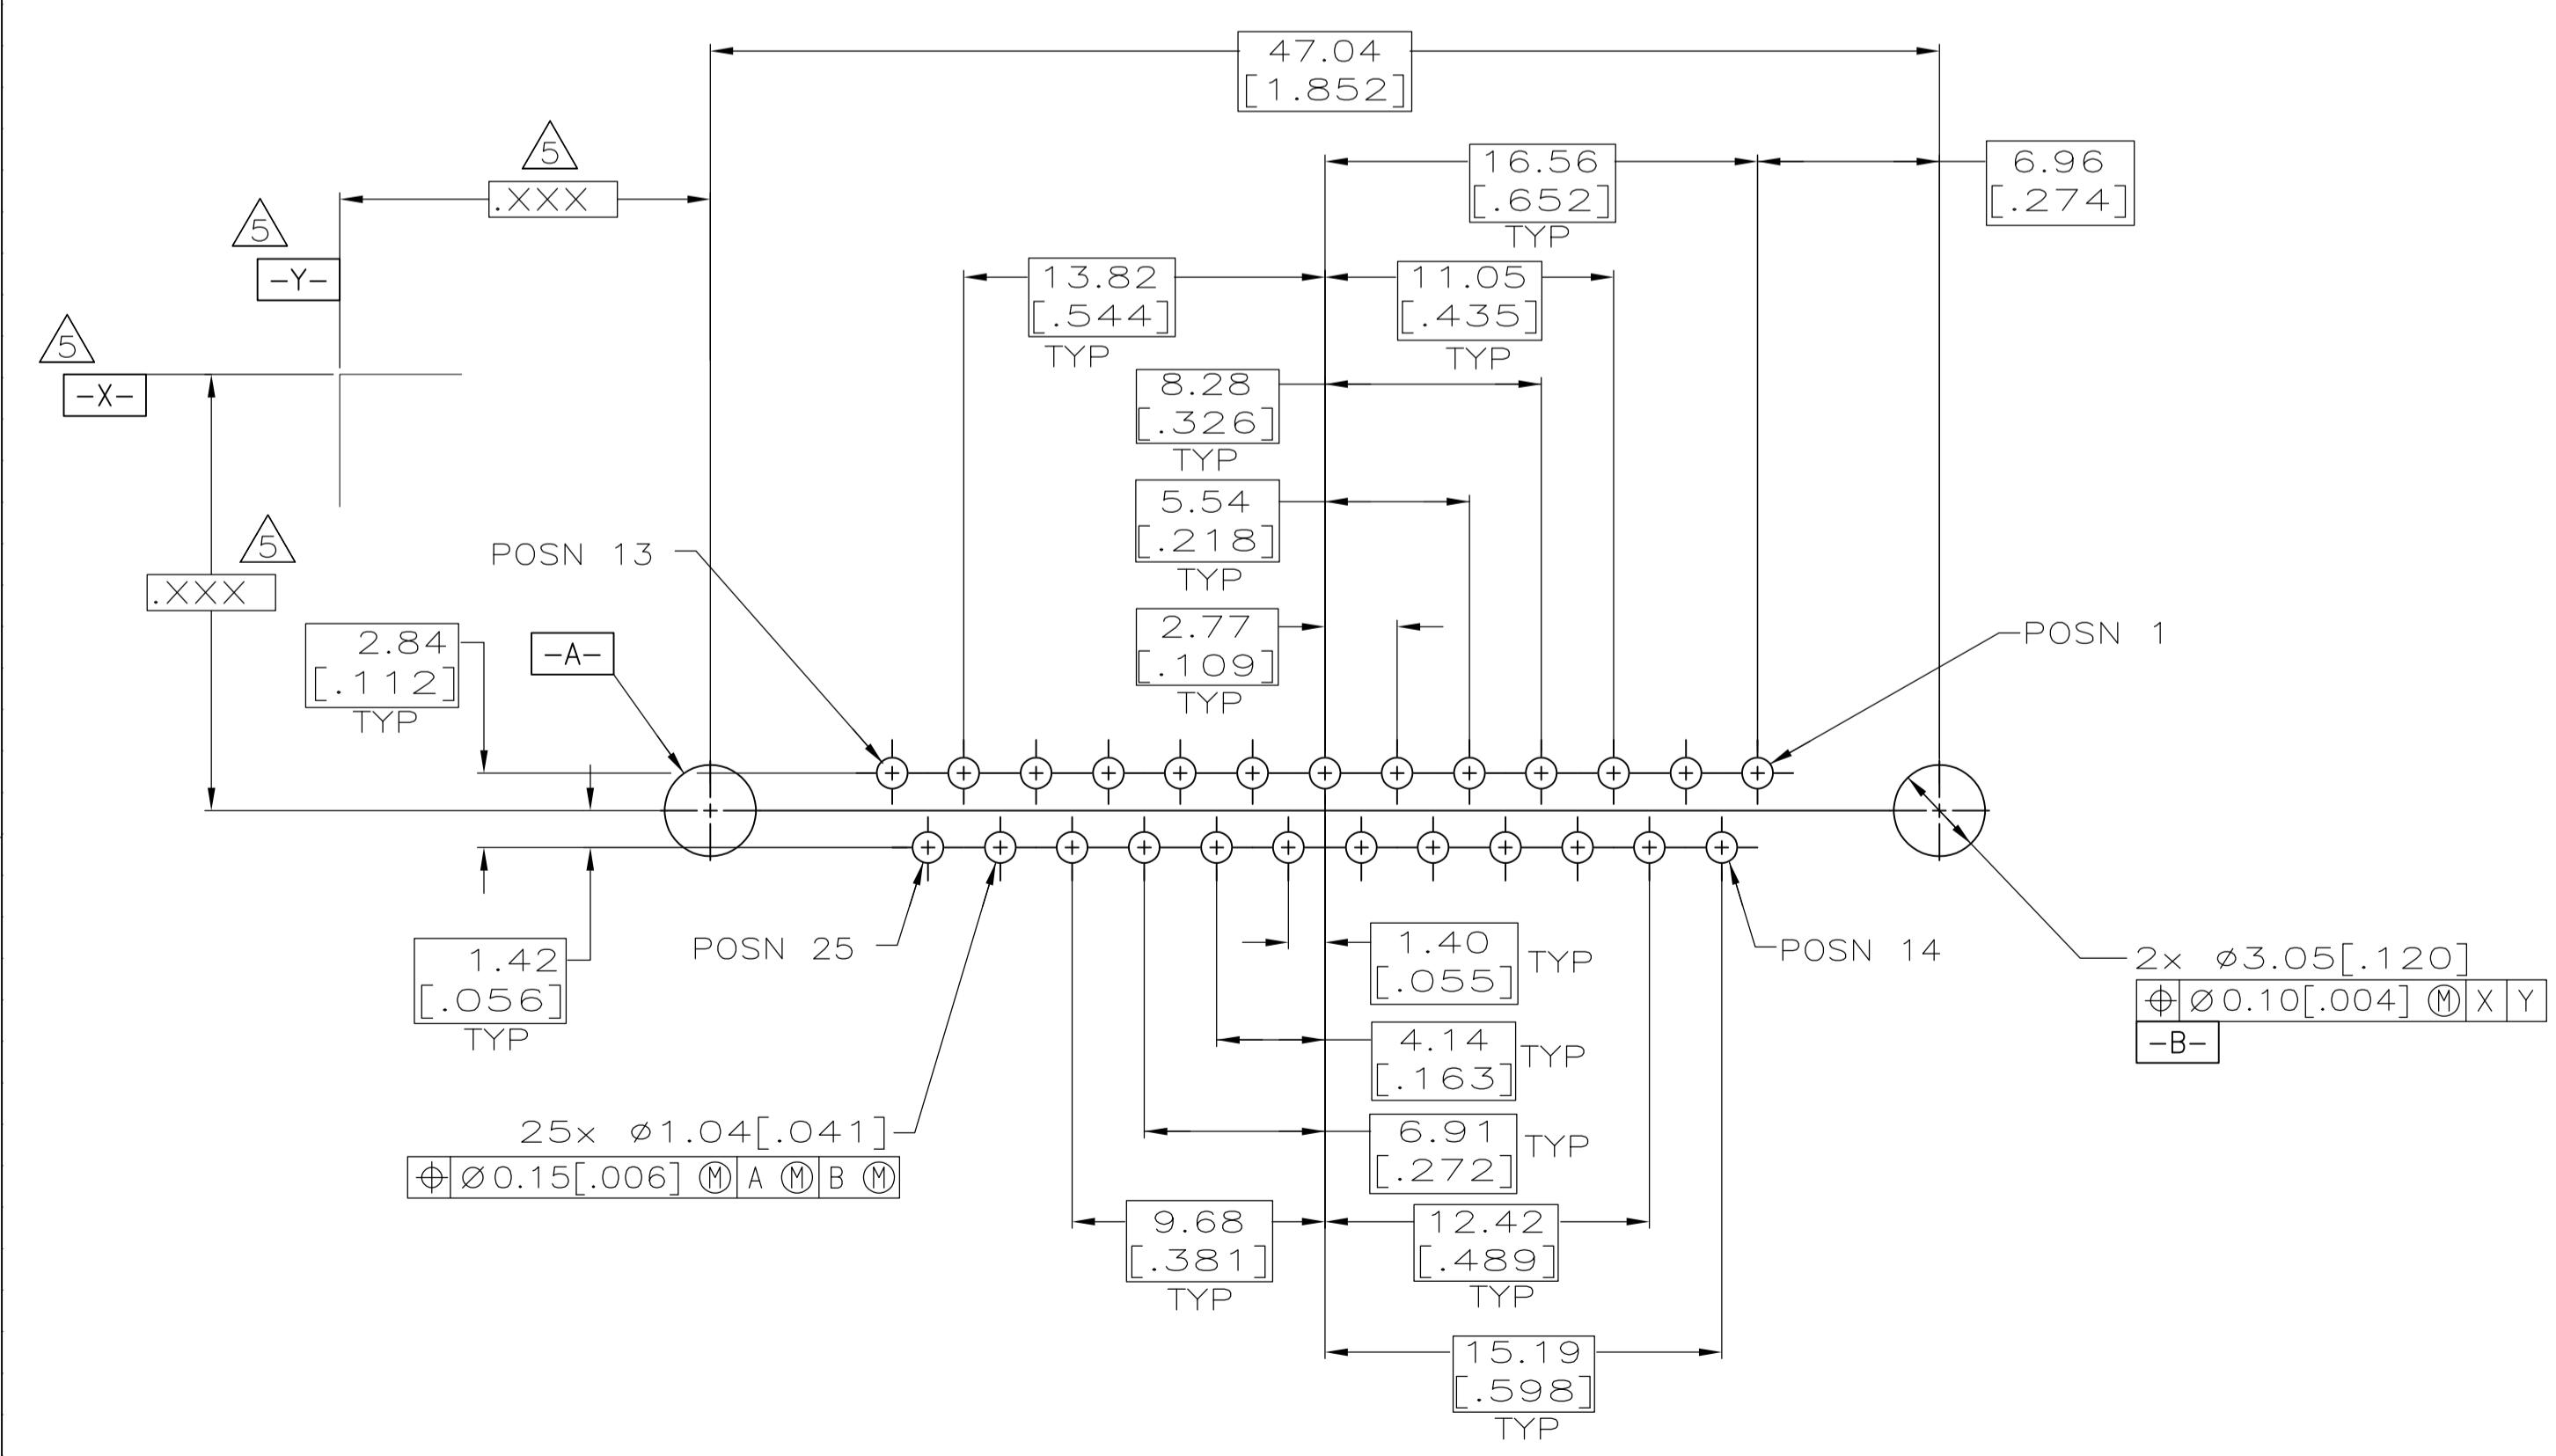 47.04
[1.852]
5
.XXX
16.56
[.652]
TYP
6.96
[.274]
5
-Y-
13.82
[.544]
TYP
11.05
[.435]
TYP
5
-X-
8.28
[.326]
TYP
5.54
[.218]
TYP
5
.XXX
POSN 13
2.77
[.109]
TYP
POSN 1
2.84
[.112]
TYP
-A-
1.42
[.056]
TYP
POSN 25
1.40
[.055]
TYP
POSN 14
2x ⌀3.05[.120]
⌖ ⌀0.10[.004] Ⓜ X Y
-B-
4.14
[.163]
TYP
25x ⌀1.04[.041]
⌖ ⌀0.15[.006] Ⓜ A Ⓜ B Ⓜ
6.91
[.272]
TYP
9.68
[.381]
TYP
12.42
[.489]
TYP
15.19
[.598]
TYP